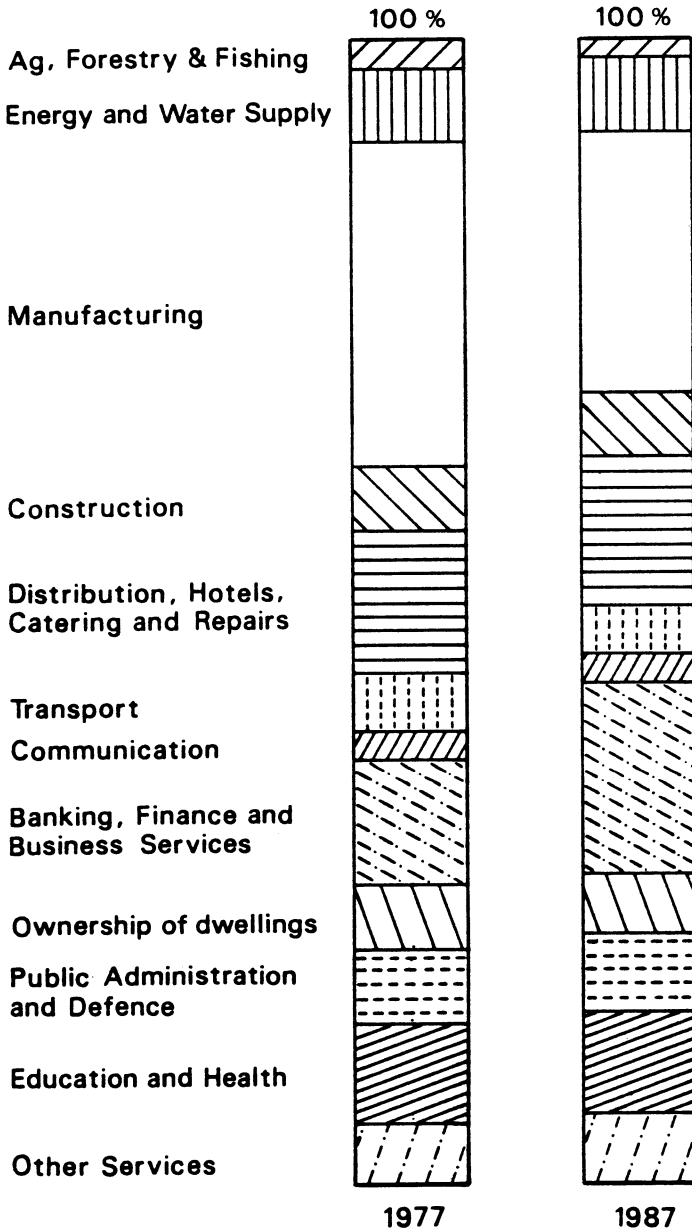 100 %
100 %
Ag, Forestry & Fishing
Energy and Water Supply
Manufacturing
Construction
Distribution, Hotels,
Catering and Repairs
Transport
Communication
Banking, Finance and
Business Services
Ownership of dwellings
Public Administration
and Defence
Education and Health
Other Services
1977
1987